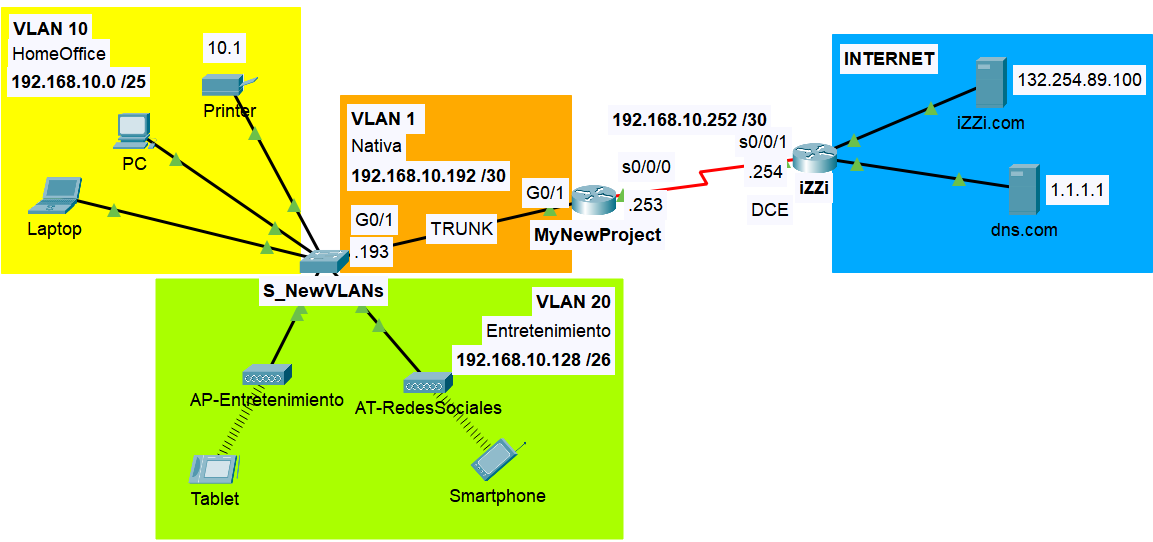 VLAN 10
HomeOffice
192.168.10.0 /25
10.1
Printer
PC
Laptop
VLAN 1
Nativa
192.168.10.192 /30
G0/1
TRUNK
G0/1
.193
S_NewVLANs
192.168.10.252 /30
s0/0/0
.253
MyNewProject
s0/0/1
.254
DCE
iZZi
INTERNET
132.254.89.100
iZZi.com
1.1.1.1
dns.com
VLAN 20
Entretenimiento
192.168.10.128 /26
AP-Entretenimiento
AT-RedesSociales
Tablet
Smartphone